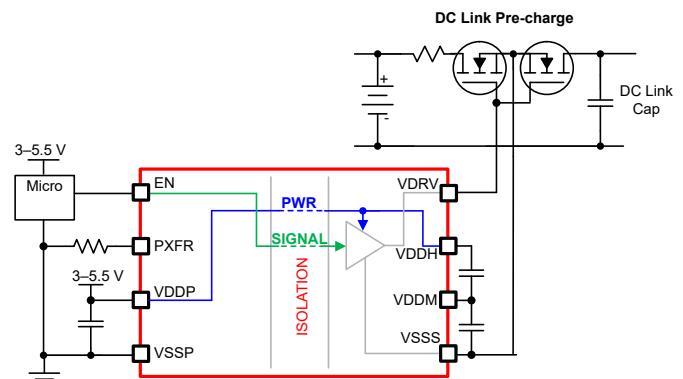 DC Link Pre-charge
+
-
DC Link
Cap
3–5.5 V
Micro
EN
PWR
VDRV
SIGNAL
PXFR
VDDH
3–5.5 V
ISOLATION
VDDP
VDDM
VSSP
VSSS